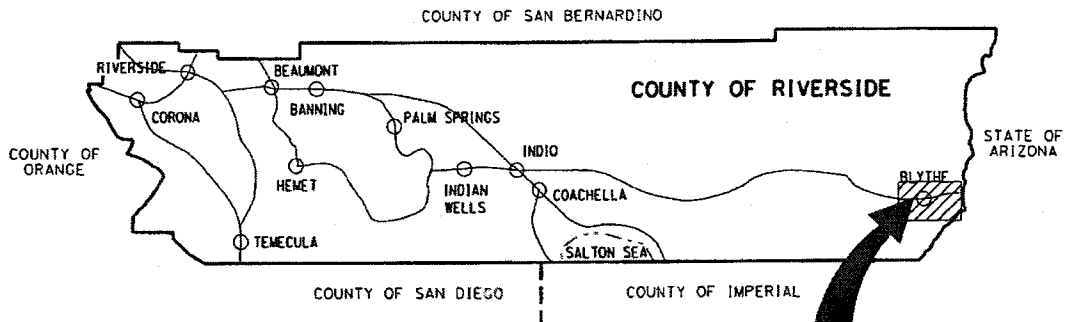 COUNTY OF SAN BERNARDINO
RIVERSIDE
BEAUMONT
COUNTY OF RIVERSIDE
CORONA
BANNING
PALM SPRINGS
STATE OF
ARIZONA
COUNTY OF
ORANGE
HEMET
INDIO
INDIAN
WELLS
COACHELLA
BLYTHE
TEMECULA
SALTON SEA
COUNTY OF SAN DIEGO
COUNTY OF IMPERIAL